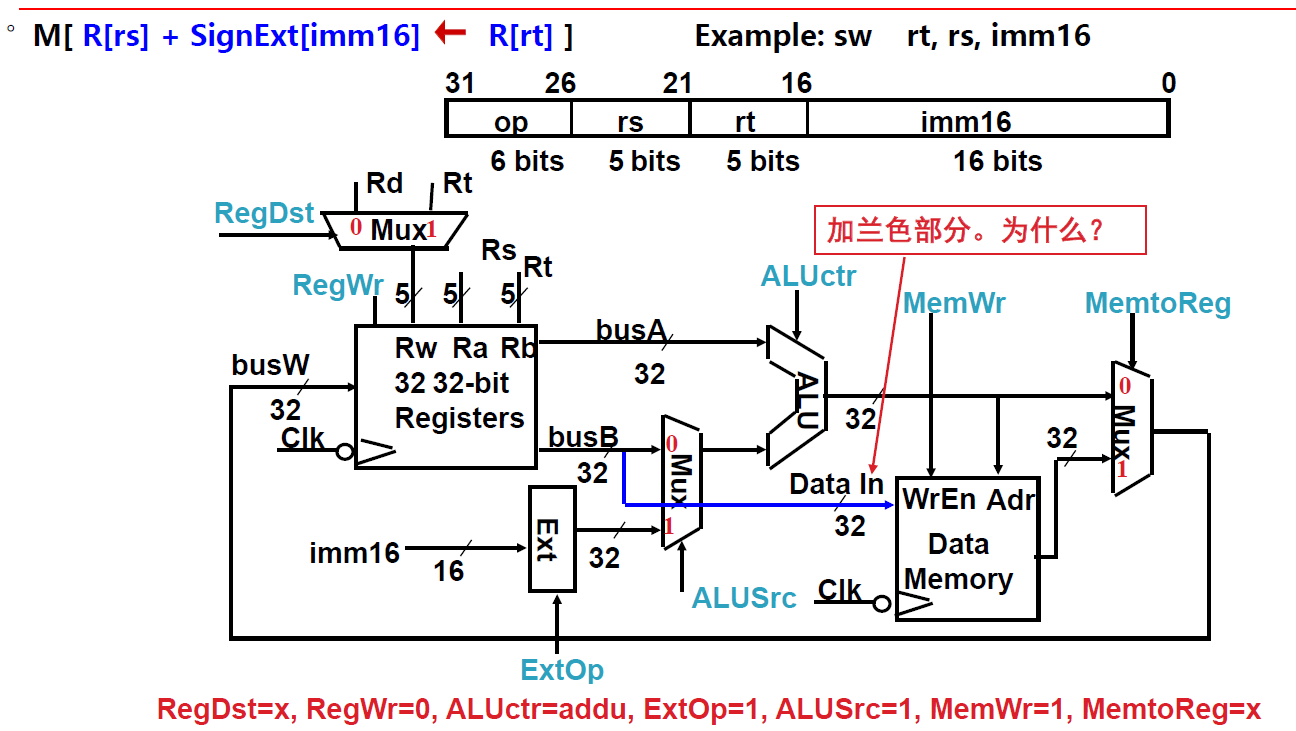 ° M[ R[rs] + SignExt[imm16] ← R[rt] ] Example: sw rt, rs, imm16
31 26 21 16 0
op rs rt imm16
6 bits 5 bits 5 bits 16 bits
Rd Rt
RegDst
0 Mux 1
加兰色部分。为什么？
Rs Rt
RegWr 5 5 5
ALUctr
MemWr MemtoReg
busW
32
Rw Ra Rb
32 32-bit
Registers
Clk
busA
32
ALU
32
0 Mux 1
32
busB
32
0 Mux 1
Data In
32
WrEn Adr
Data
Memory
Clk
imm16
16
Ext
32
ALUSrc
ExtOp
RegDst=x, RegWr=0, ALUctr=addu, ExtOp=1, ALUSrc=1, MemWr=1, MemtoReg=x